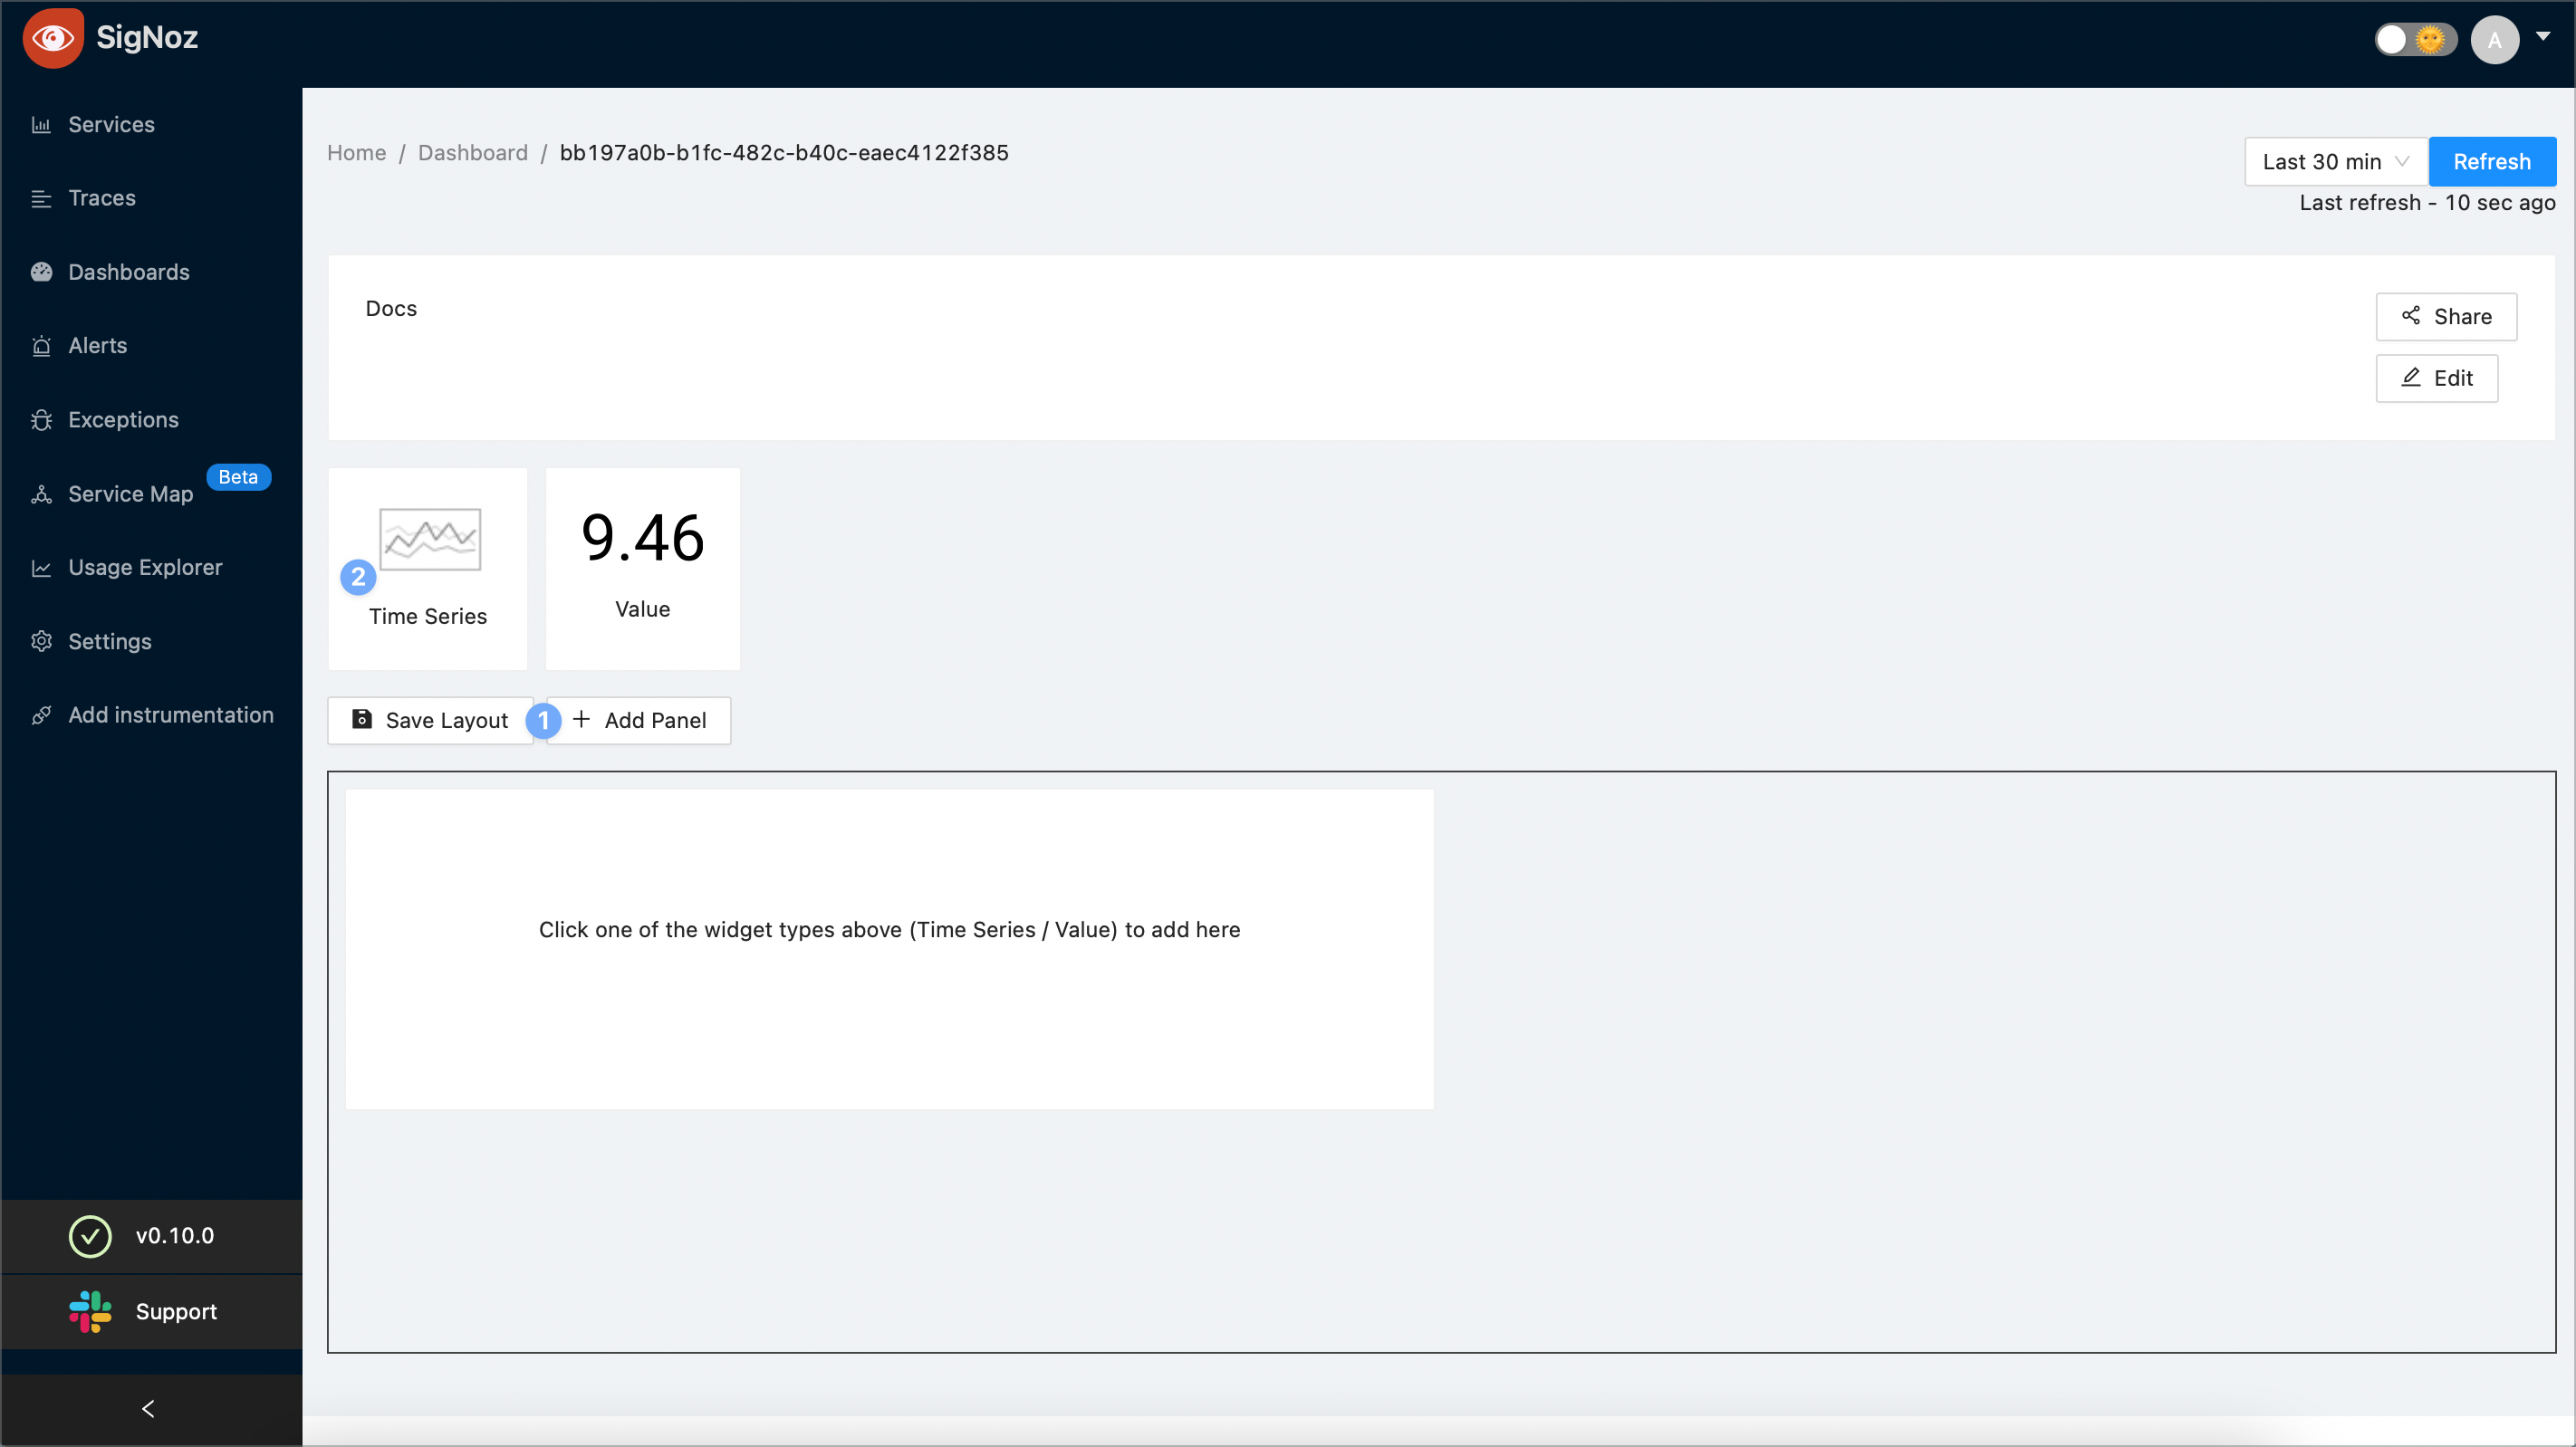 SigNoz
A
Services
Traces
Dashboards
Alerts
Exceptions
Service Map Beta
Usage Explorer
Settings
Add instrumentation
v0.10.0
Support
Home / Dashboard / bb197a0b-b1fc-482c-b40c-eaec4122f385
Last 30 min Refresh
Last refresh - 10 sec ago
Docs
Share
Edit
2
Time Series
9.46
Value
Save Layout 1 + Add Panel
Click one of the widget types above (Time Series / Value) to add here